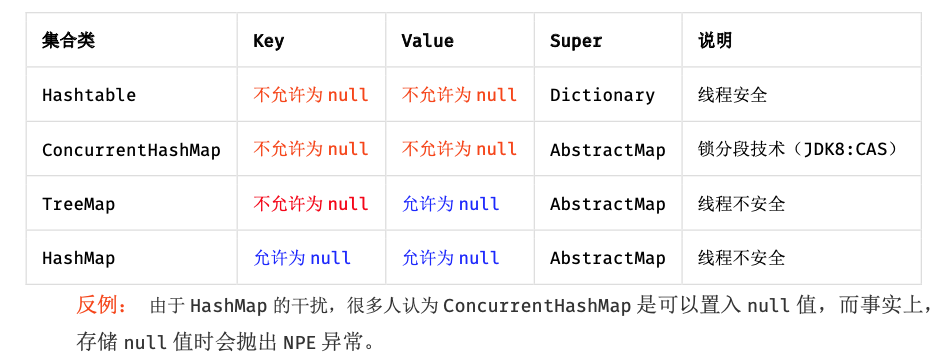 集合类 Key Value Super 说明
Hashtable 不允许为 null 不允许为 null Dictionary 线程安全
ConcurrentHashMap 不允许为 null 不允许为 null AbstractMap 锁分段技术（JDK8:CAS）
TreeMap 不允许为 null 允许为 null AbstractMap 线程不安全
HashMap 允许为 null 允许为 null AbstractMap 线程不安全
反例： 由于 HashMap 的干扰，很多人认为 ConcurrentHashMap 是可以置入 null 值，而事实上，
存储 null 值时会抛出 NPE 异常。